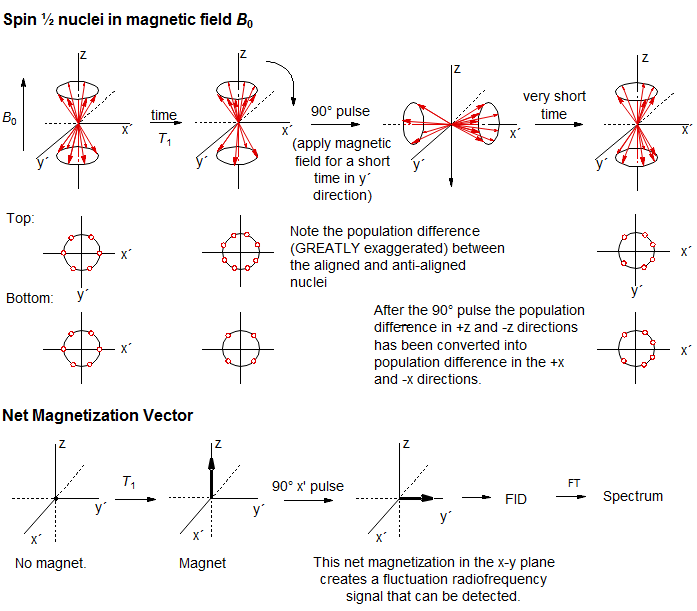 Spin ½ nuclei in magnetic field B0
z
z
z
z
B0
x´
y´
time
T1
x´
y´
90° pulse
(apply magnetic
field for a short
time in y´
direction)
x´
y´
very short
time
x´
y´
Top:
x´
y´
Note the population difference
(GREATLY exaggerated) between
the aligned and anti-aligned
nuclei
x´
y´
Bottom:
x´
After the 90° pulse the population
difference in +z and -z directions
has been converted into
population difference in the +x
and -x directions.
x´
Net Magnetization Vector
z
y´
x´
T1
z
y´
x´
90° x' pulse
z
y´
x´
FID
FT
Spectrum
No magnet.
Magnet
This net magnetization in the x-y plane
creates a fluctuation radiofrequency
signal that can be detected.